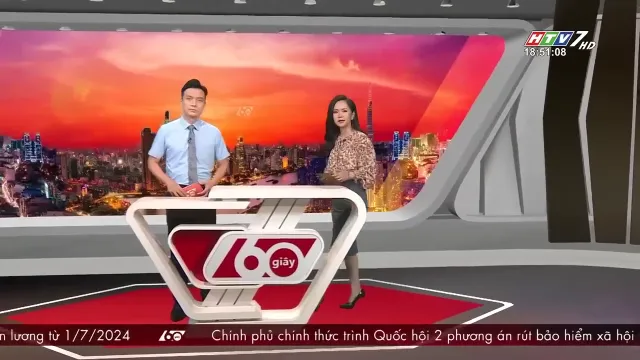 HTV7 HD
18:51:08
60 giây
n lương từ 1/7/2024 60 Chính phủ chính thức trình Quốc hội 2 phương án rút bảo hiểm xã hội